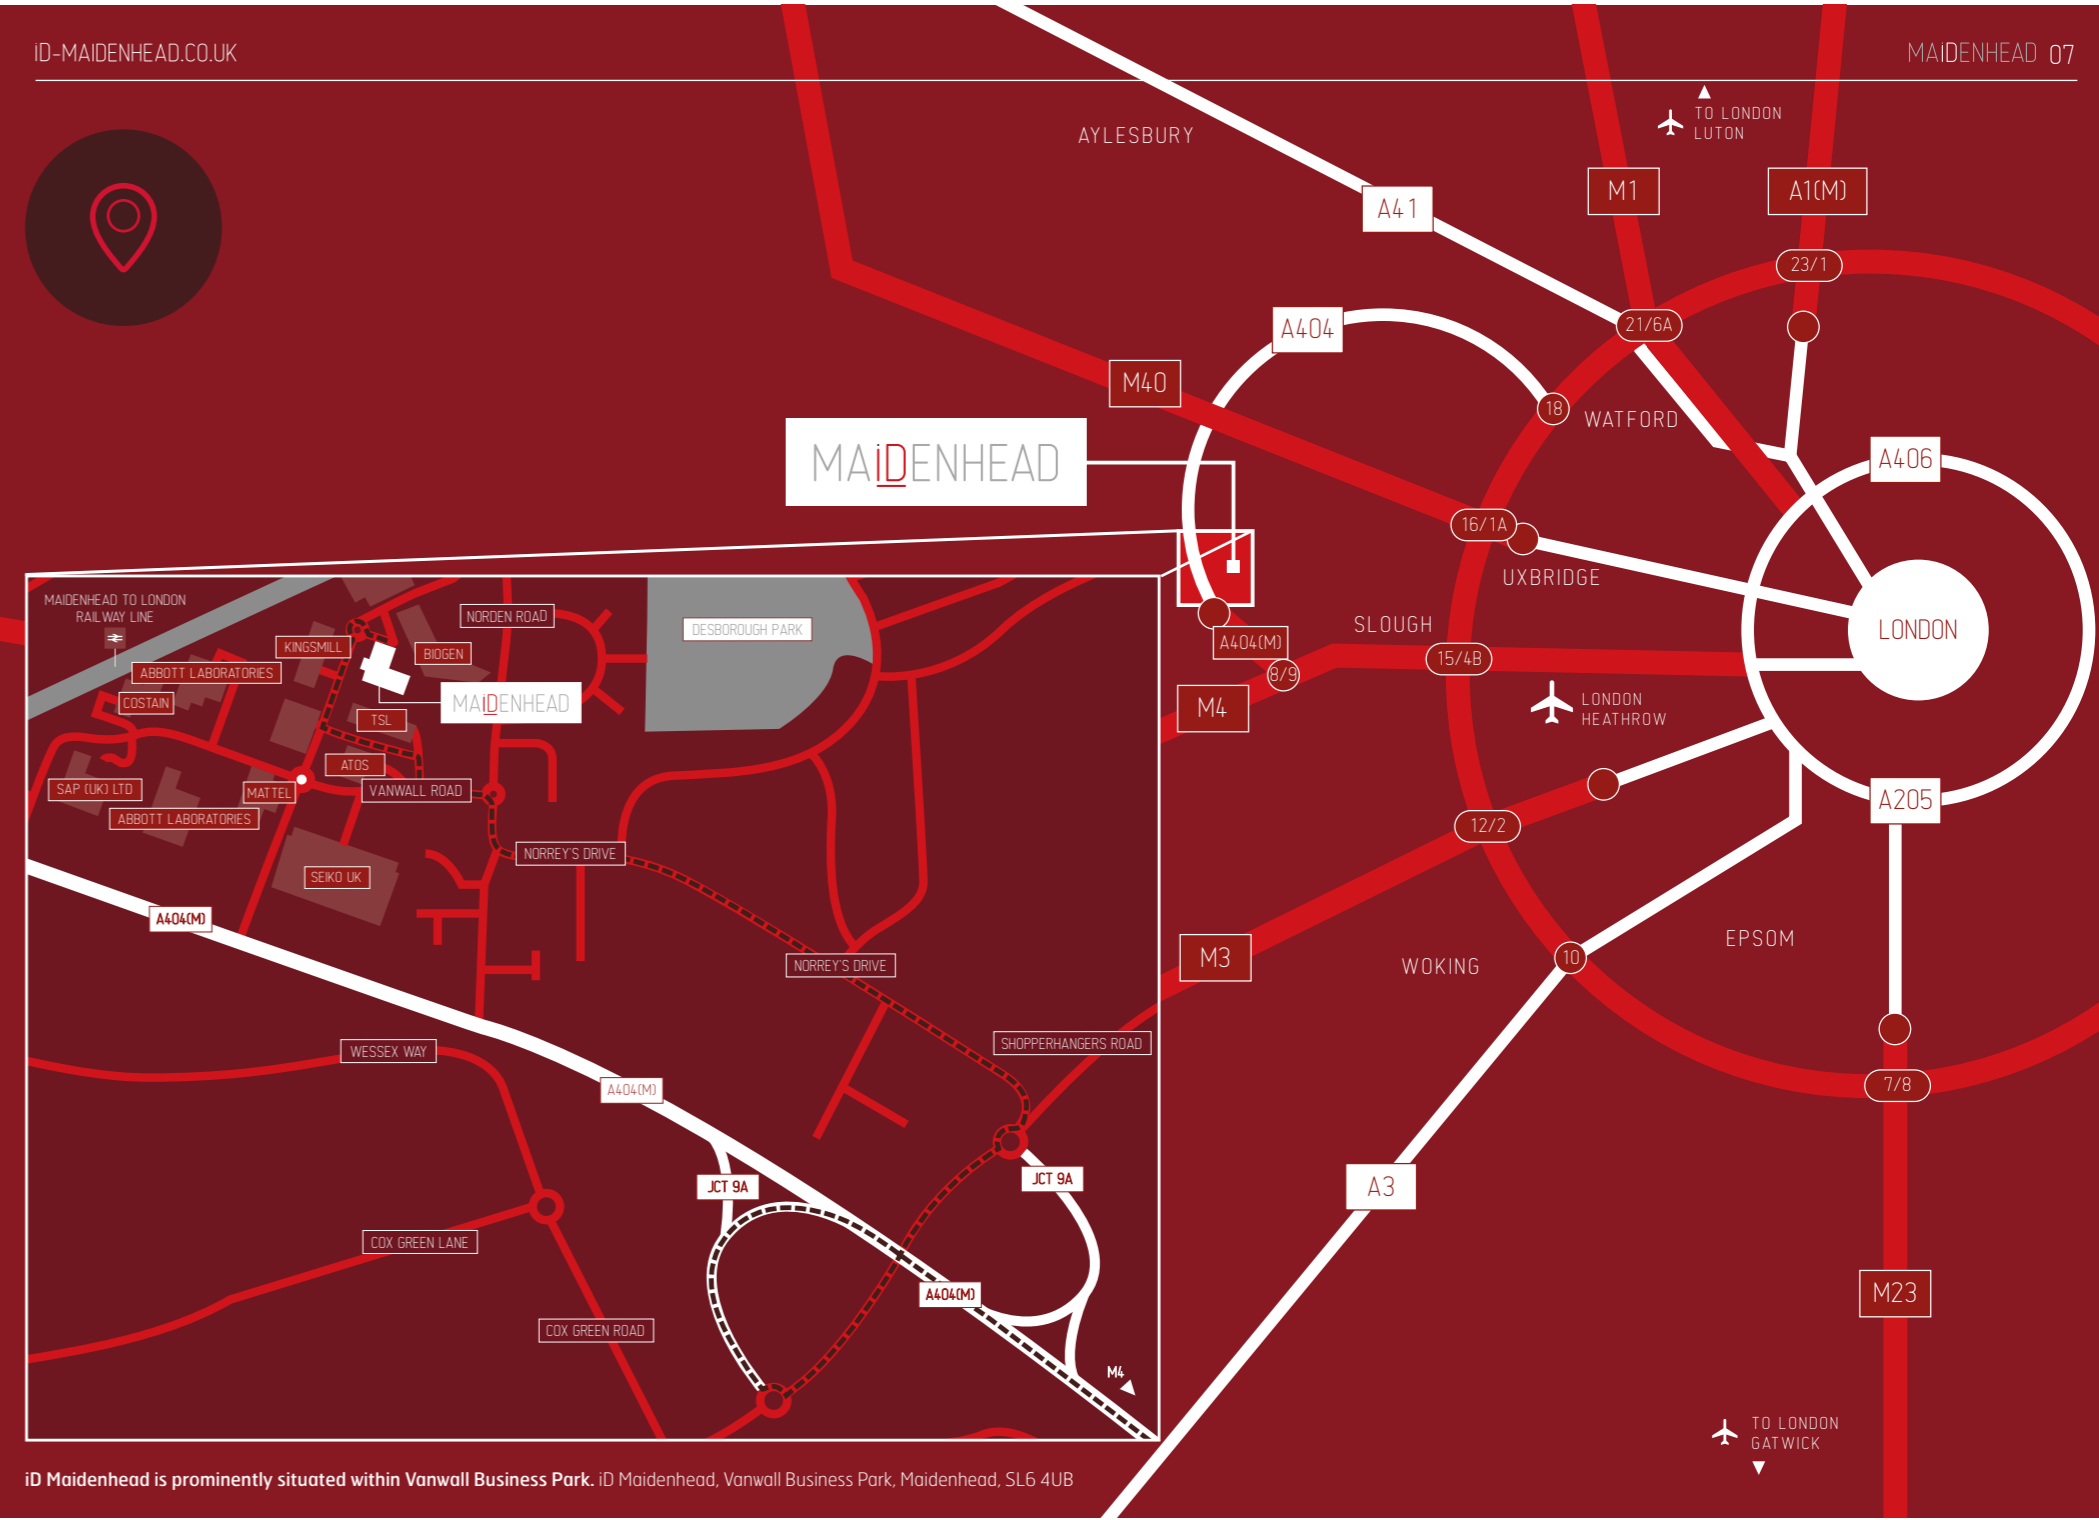 iD-MAIDENHEAD.CO.UK
MAiDENHEAD 07
TO LONDON
LUTON
AYLESBURY
M1
A1(M)
A41
23/1
21/6A
A404
M40
18
WATFORD
A406
MAiDENHEAD
16/1A
UXBRIDGE
SLOUGH
A404(M)
8/9
15/4B
LONDON
M4
LONDON
HEATHROW
A205
12/2
M3
WOKING
10
EPSOM
7/8
A3
M23
TO LONDON
GATWICK
MAIDENHEAD TO LONDON
RAILWAY LINE
NORDEN ROAD
DESBOROUGH PARK
KINGSMILL
BIOGEN
ABBOTT LABORATORIES
COSTAIN
MAiDENHEAD
TSL
ATOS
SAP (UK) LTD
MATTEL
VANWALL ROAD
ABBOTT LABORATORIES
NORREY'S DRIVE
SEIKO UK
A404(M)
NORREY'S DRIVE
SHOPPERHANGERS ROAD
WESSEX WAY
A404(M)
JCT 9A
JCT 9A
COX GREEN LANE
A404(M)
COX GREEN ROAD
M4
iD Maidenhead is prominently situated within Vanwall Business Park. iD Maidenhead, Vanwall Business Park, Maidenhead, SL6 4UB